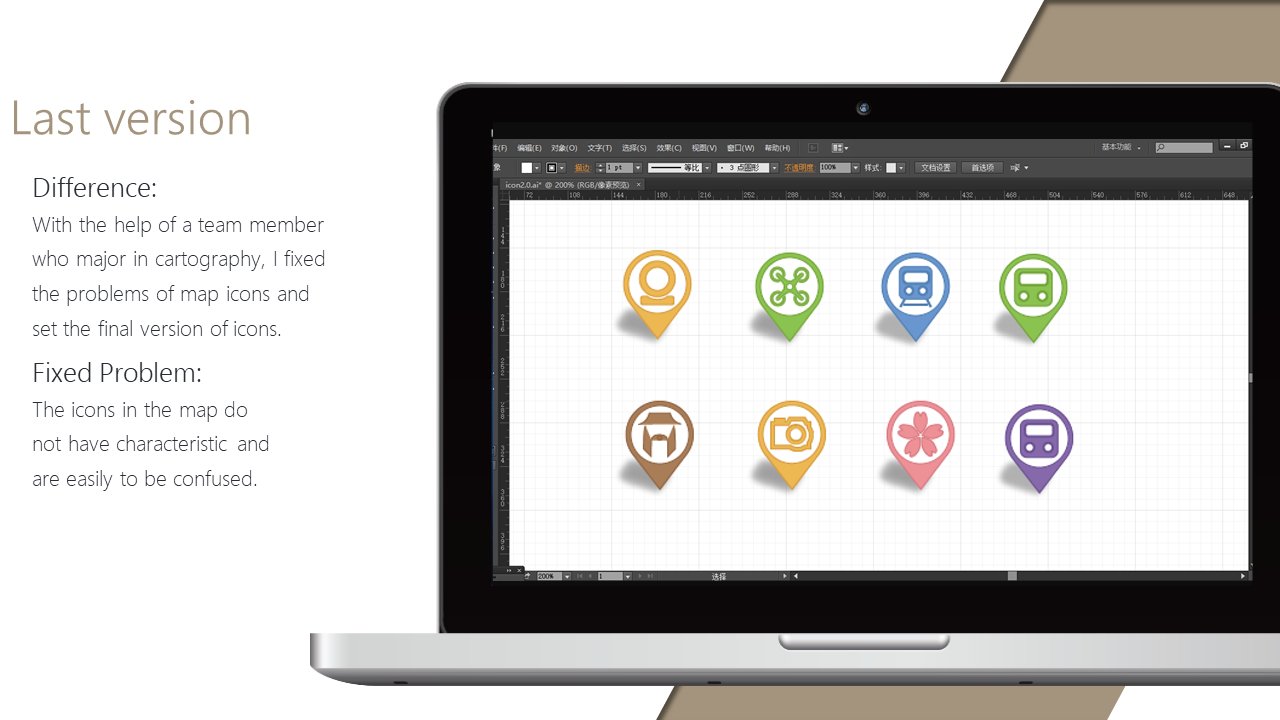 Last version
Difference:
With the help of a team member
who major in cartography, I fixed
the problems of map icons and
set the final version of icons.
Fixed Problem:
The icons in the map do
not have characteristic and
are easily to be confused.
编辑(E) 对象(O) 文字(T) 选择(S) 效果(C) 视图(V) 窗口(W) 帮助(H) 基本功能
描边 1 pt 等比 3 点圆形 不透明度 100% 样式: 文档设置 首选项
icon2.0.ai* @ 200% (RGB/像素预览) ×
72 108 144 180 216 252 288 324 360 396 432 468 504 540 576 612 648
200% 1 选择